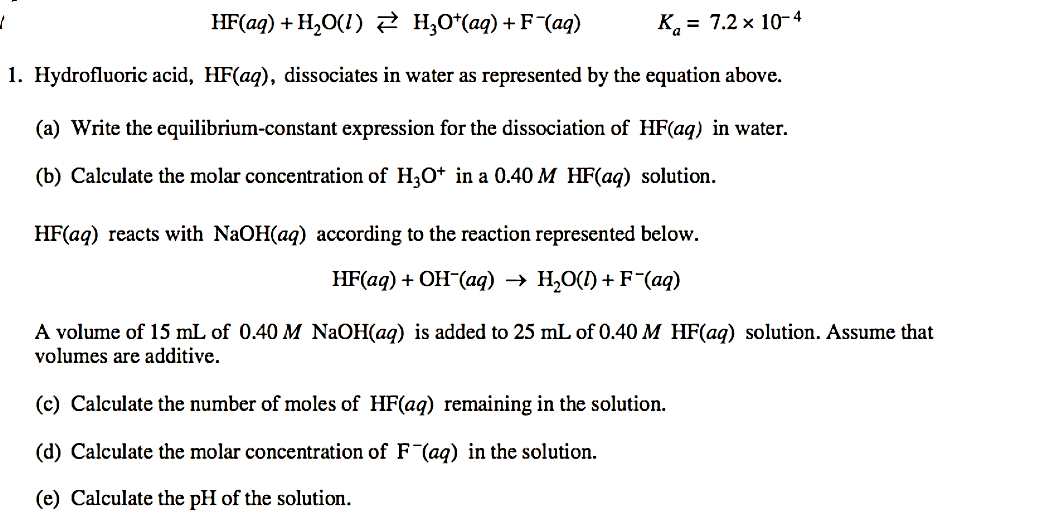 HF(aq) + H₂O(l) ⇄ H₃O⁺(aq) + F⁻(aq) Kₐ = 7.2 × 10⁻⁴
1. Hydrofluoric acid, HF(aq), dissociates in water as represented by the equation above.
(a) Write the equilibrium-constant expression for the dissociation of HF(aq) in water.
(b) Calculate the molar concentration of H₃O⁺ in a 0.40 M HF(aq) solution.
HF(aq) reacts with NaOH(aq) according to the reaction represented below.
HF(aq) + OH⁻(aq) → H₂O(l) + F⁻(aq)
A volume of 15 mL of 0.40 M NaOH(aq) is added to 25 mL of 0.40 M HF(aq) solution. Assume that
volumes are additive.
(c) Calculate the number of moles of HF(aq) remaining in the solution.
(d) Calculate the molar concentration of F⁻(aq) in the solution.
(e) Calculate the pH of the solution.